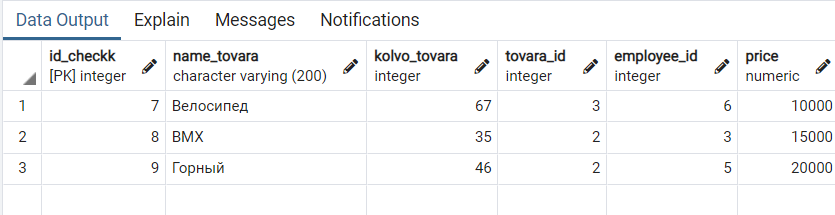 Data Output Explain Messages Notifications
id_checkk name_tovara kolvo_tovara tovara_id employee_id price
[PK] integer character varying (200) integer integer integer numeric
1 7 Велосипед 67 3 6 10000
2 8 BMX 35 2 3 15000
3 9 Горный 46 2 5 20000